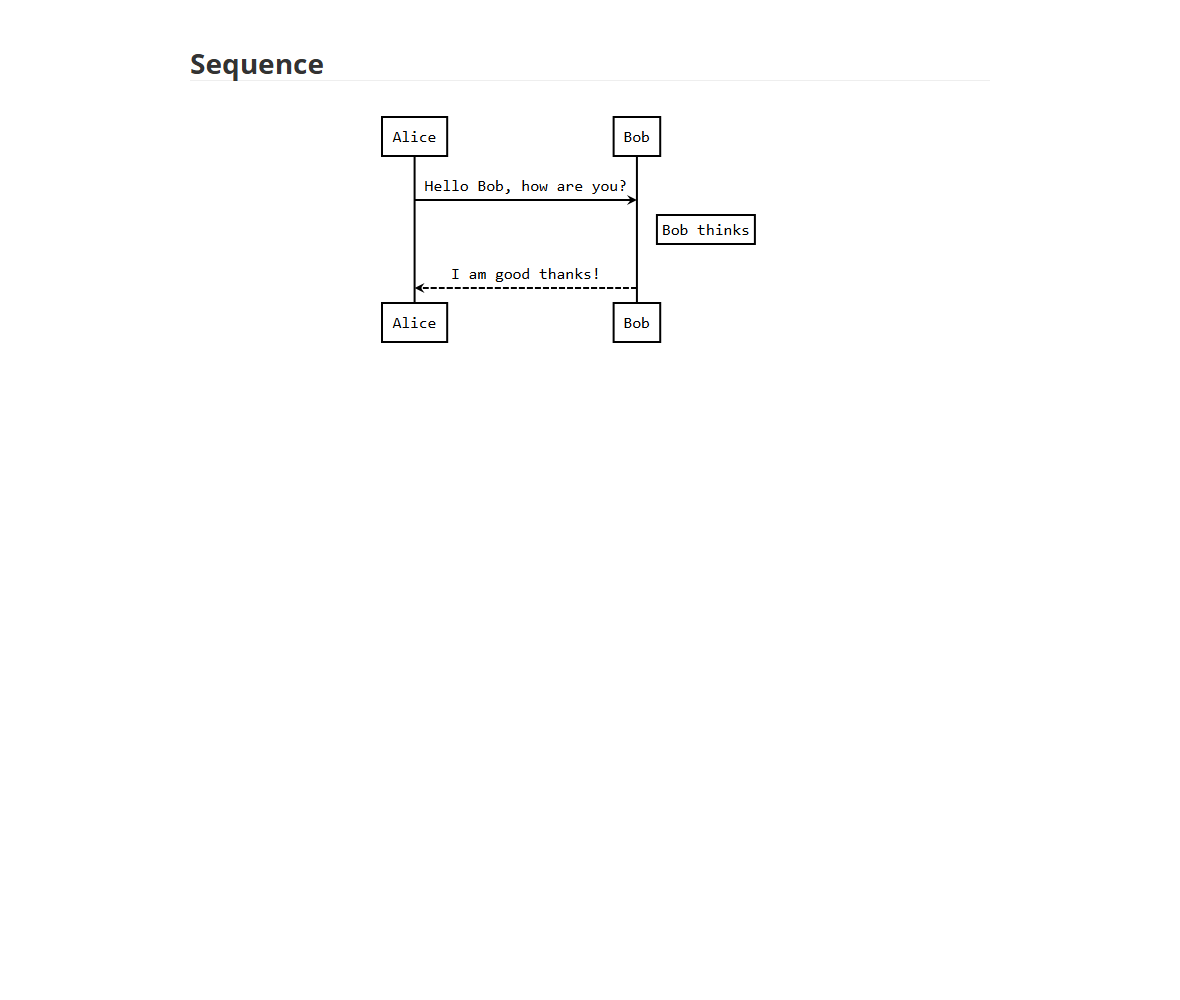 Sequence
Alice Bob
Hello Bob, how are you?
Bob thinks
I am good thanks!
Alice Bob